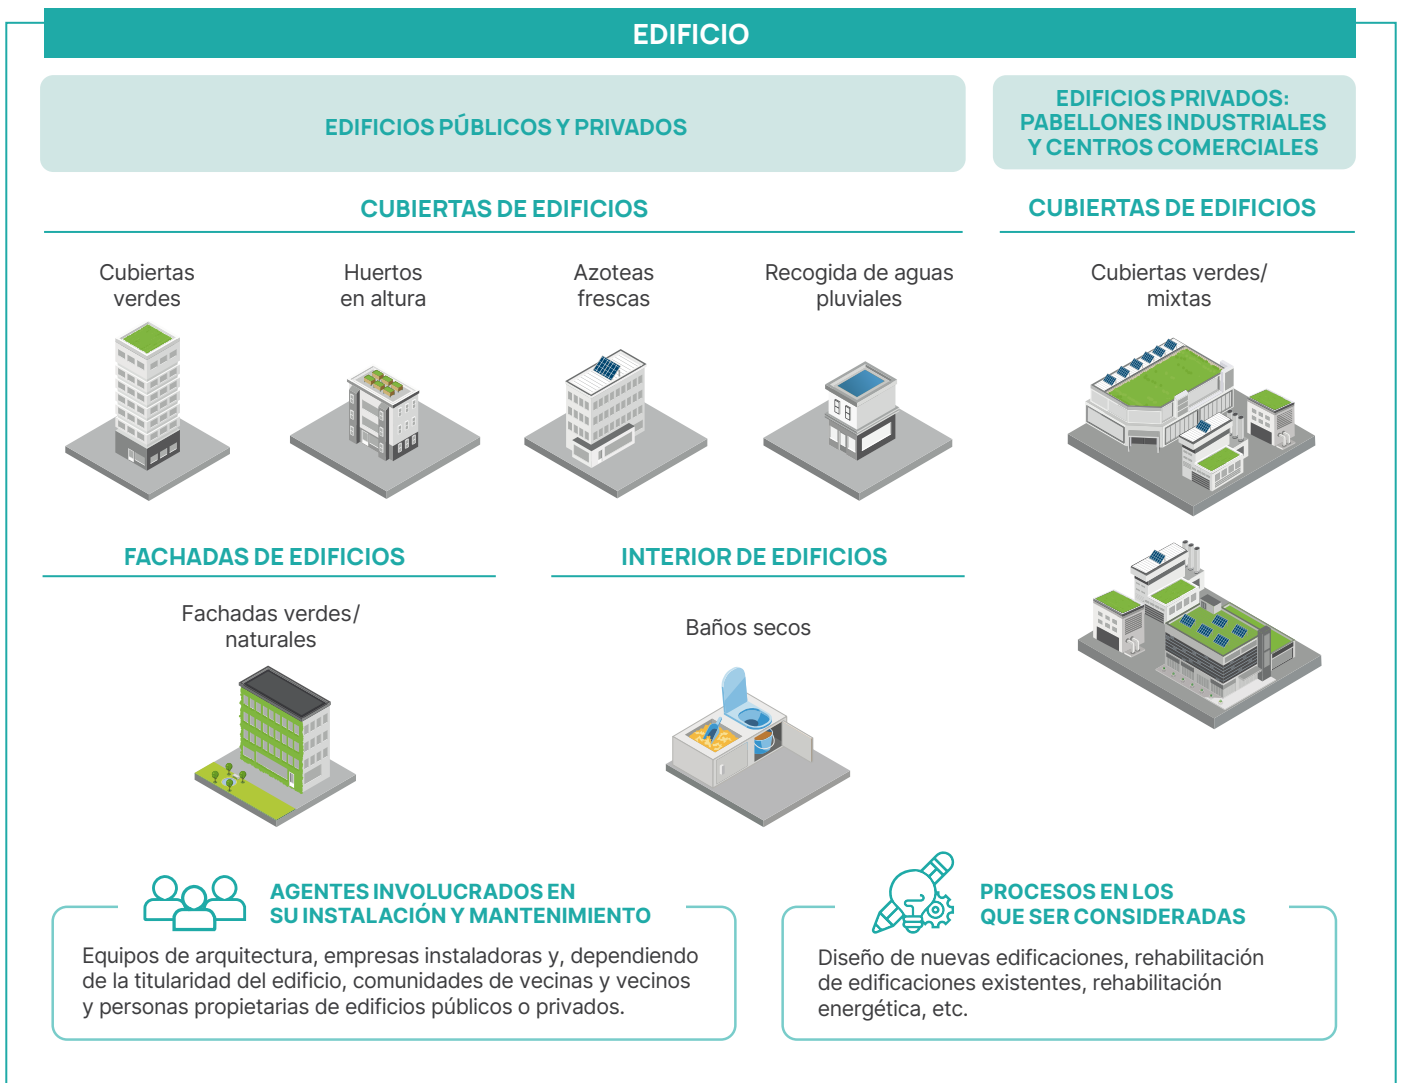 EDIFICIO
EDIFICIOS PÚBLICOS Y PRIVADOS
EDIFICIOS PRIVADOS:
PABELLONES INDUSTRIALES
Y CENTROS COMERCIALES
CUBIERTAS DE EDIFICIOS
CUBIERTAS DE EDIFICIOS
Cubiertas
verdes
Huertos
en altura
Azoteas
frescas
Recogida de aguas
pluviales
Cubiertas verdes/
mixtas
FACHADAS DE EDIFICIOS
INTERIOR DE EDIFICIOS
Fachadas verdes/
naturales
Baños secos
AGENTES INVOLUCRADOS EN
SU INSTALACIÓN Y MANTENIMIENTO
Equipos de arquitectura, empresas instaladoras y, dependiendo
de la titularidad del edificio, comunidades de vecinas y vecinos
y personas propietarias de edificios públicos o privados.
PROCESOS EN LOS
QUE SER CONSIDERADAS
Diseño de nuevas edificaciones, rehabilitación
de edificaciones existentes, rehabilitación
energética, etc.